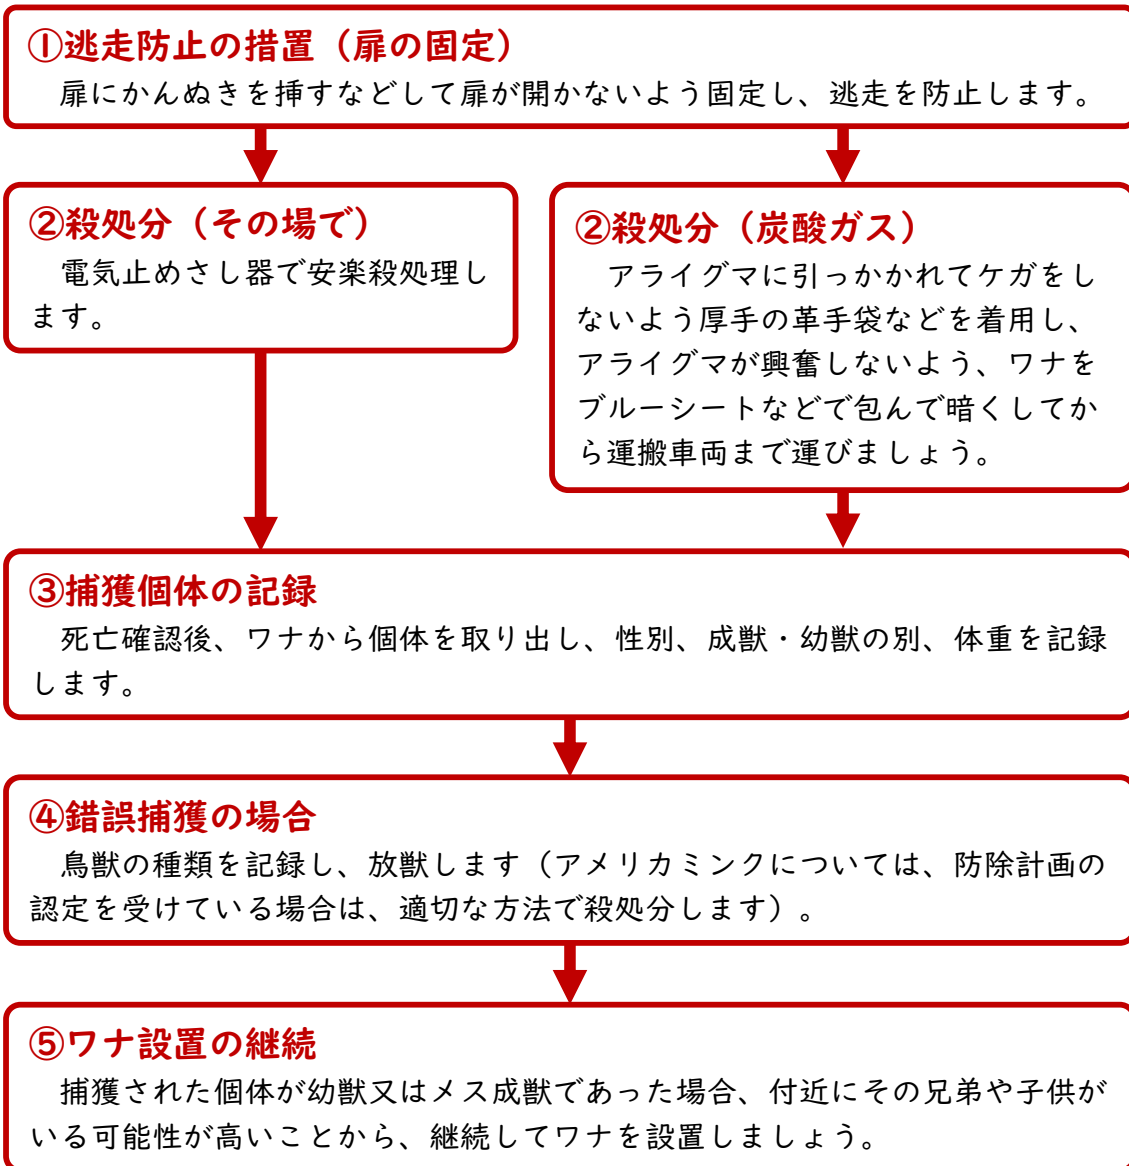 ①逃走防止の措置（扉の固定）
　扉にかんぬきを挿すなどして扉が開かないよう固定し、逃走を防止します。
②殺処分（その場で）
　電気止めさし器で安楽殺処理し
ます。
②殺処分（炭酸ガス）
　アライグマに引っかかれてケガをし
ないよう厚手の革手袋などを着用し、
アライグマが興奮しないよう、ワナを
ブルーシートなどで包んで暗くしてか
ら運搬車両まで運びましょう。
③捕獲個体の記録
　死亡確認後、ワナから個体を取り出し、性別、成獣・幼獣の別、体重を記録
します。
④錯誤捕獲の場合
　鳥獣の種類を記録し、放獣します（アメリカミンクについては、防除計画の
認定を受けている場合は、適切な方法で殺処分します）。
⑤ワナ設置の継続
　捕獲された個体が幼獣又はメス成獣であった場合、付近にその兄弟や子供が
いる可能性が高いことから、継続してワナを設置しましょう。